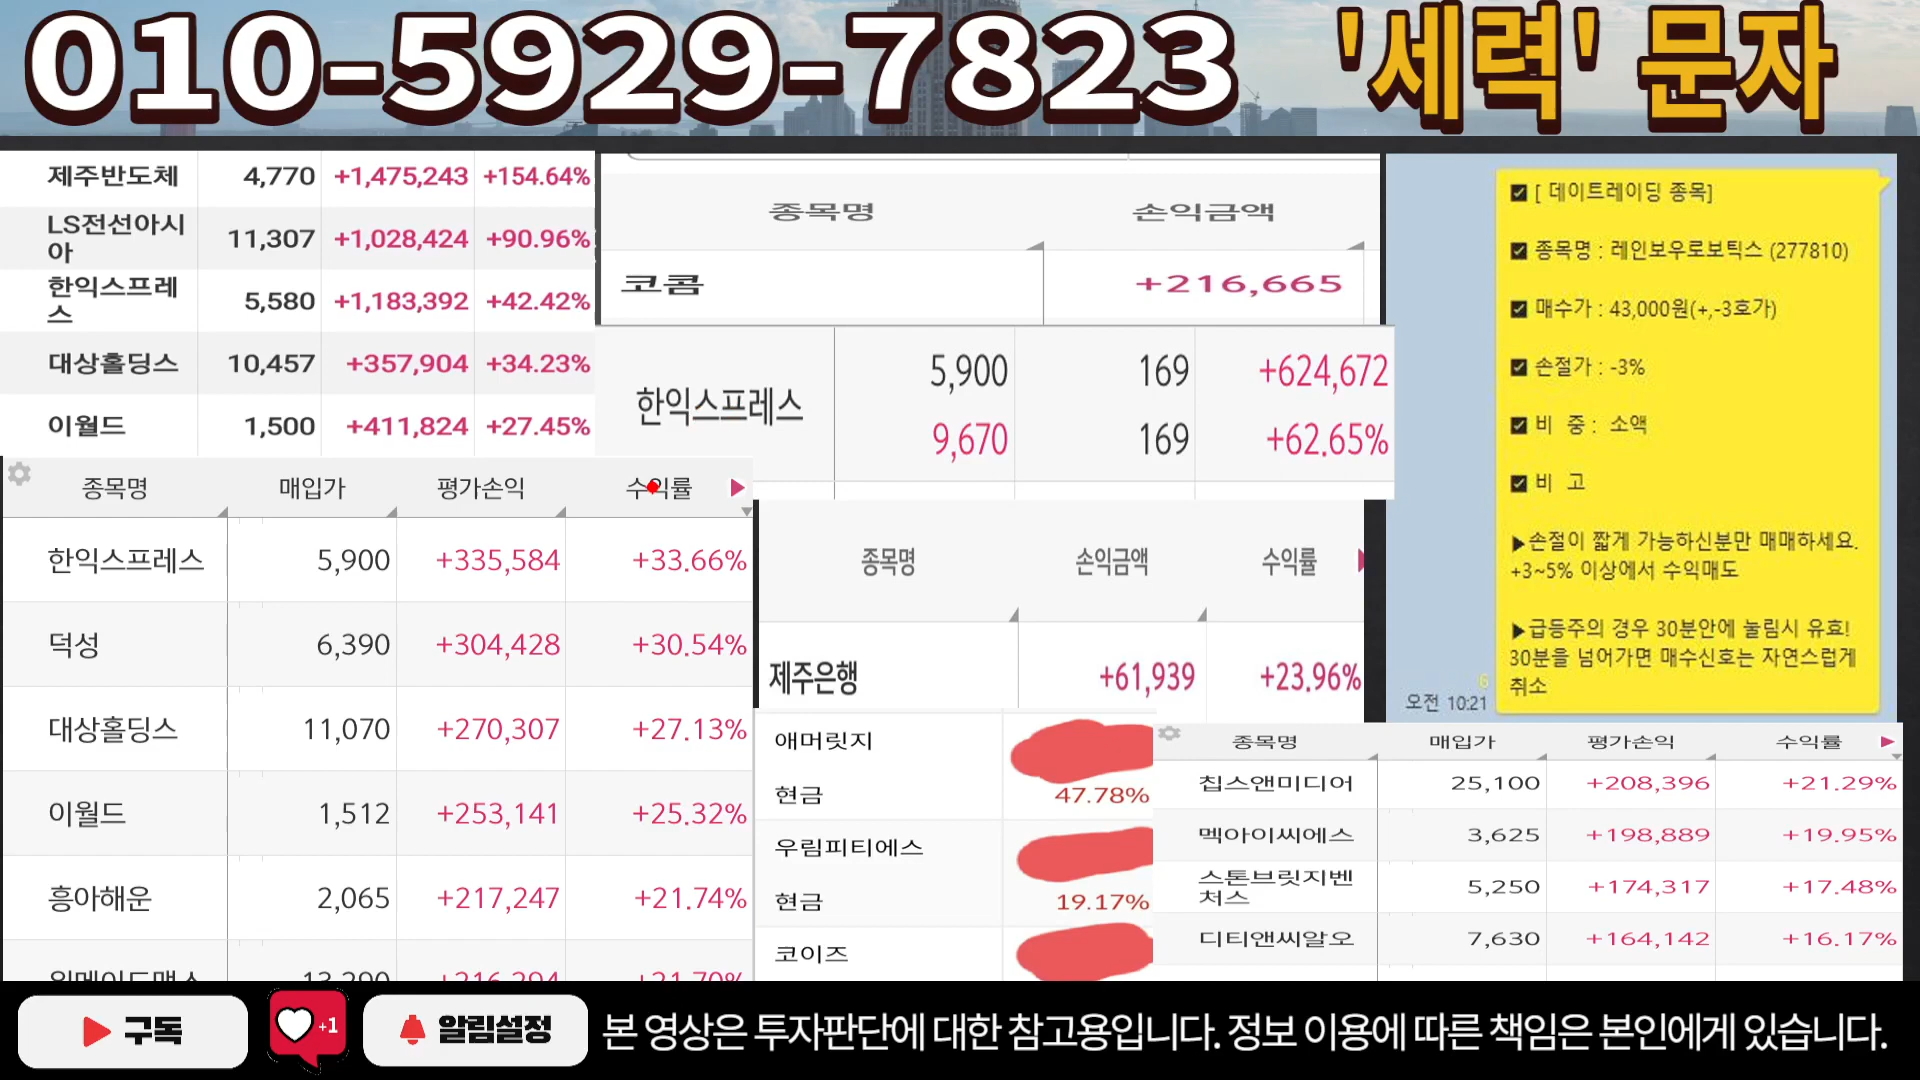 010-5929-7823 '세력' 문자
제주반도체 4,770 +1,475,243 +154.64%
LS전선아시아 11,307 +1,028,424 +90.96%
한익스프레스 5,580 +1,183,392 +42.42%
대상홀딩스 10,457 +357,904 +34.23%
이월드 1,500 +411,824 +27.45%
종목명 손익금액
코콤 +216,665
한익스프레스 5,900 169 +624,672
9,670 169 +62.65%
종목명 매입가 평가손익 수익률
한익스프레스 5,900 +335,584 +33.66%
덕성 6,390 +304,428 +30.54%
대상홀딩스 11,070 +270,307 +27.13%
이월드 1,512 +253,141 +25.32%
흥아해운 2,065 +217,247 +21.74%
종목명 손익금액 수익률
제주은행 +61,939 +23.96%
애머릿지
현금 47.78%
우림피티에스
현금 19.17%
코이즈
[ 데이트레이딩 종목]
종목명 : 레인보우로보틱스 (277810)
매수가 : 43,000원(+,-3호가)
손절가 : -3%
비 중 : 소액
비 고
▶손절이 짧게 가능하신분만 매매하세요.
+3~5% 이상에서 수익매도
▶급등주의 경우 30분안에 눌림시 유효!
30분을 넘어가면 매수신호는 자연스럽게
취소
6
오전 10:21
종목명 매입가 평가손익 수익률
칩스앤미디어 25,100 +208,396 +21.29%
멕아이씨에스 3,625 +198,889 +19.95%
스톤브릿지벤처스 5,250 +174,317 +17.48%
디티앤씨알오 7,630 +164,142 +16.17%
구독 +1 알림설정 본 영상은 투자판단에 대한 참고용입니다. 정보 이용에 따른 책임은 본인에게 있습니다.